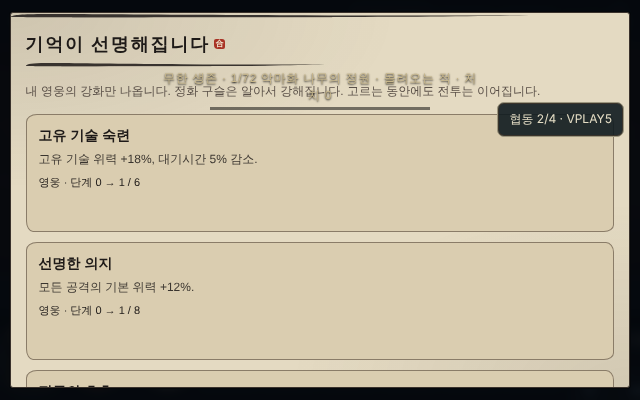 기억이 선명해집니다 合
무한 생존 · 1/72 악마화 나무의 정원 · 몰려오는 적 · 처
치 0
내 영웅의 강화만 나옵니다. 정화 구슬은 알아서 강해집니다. 고르는 동안에도 전투는 이어집니다.
협동 2/4 · VPLAY5
고유 기술 숙련
고유 기술 위력 +18%, 대기시간 5% 감소.
영웅 · 단계 0 → 1 / 6
선명한 의지
모든 공격의 기본 위력 +12%.
영웅 · 단계 0 → 1 / 8